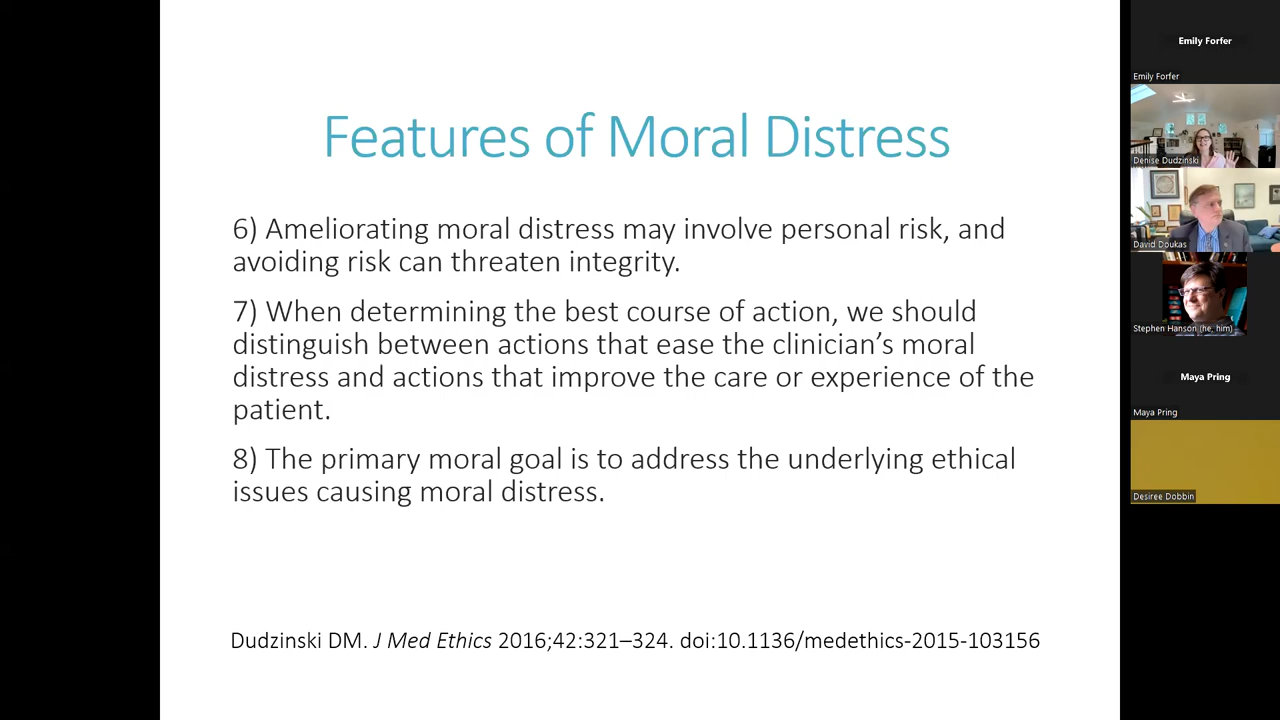 Features of Moral Distress
6) Ameliorating moral distress may involve personal risk, and
avoiding risk can threaten integrity.
7) When determining the best course of action, we should
distinguish between actions that ease the clinician’s moral
distress and actions that improve the care or experience of the
patient.
8) The primary moral goal is to address the underlying ethical
issues causing moral distress.
Dudzinski DM. J Med Ethics 2016;42:321–324. doi:10.1136/medethics-2015-103156
Emily Forfer
Emily Forfer
Denise Dudzinski
David Doukas
Stephen Hanson (he, him)
Maya Pring
Maya Pring
Desiree Dobbin